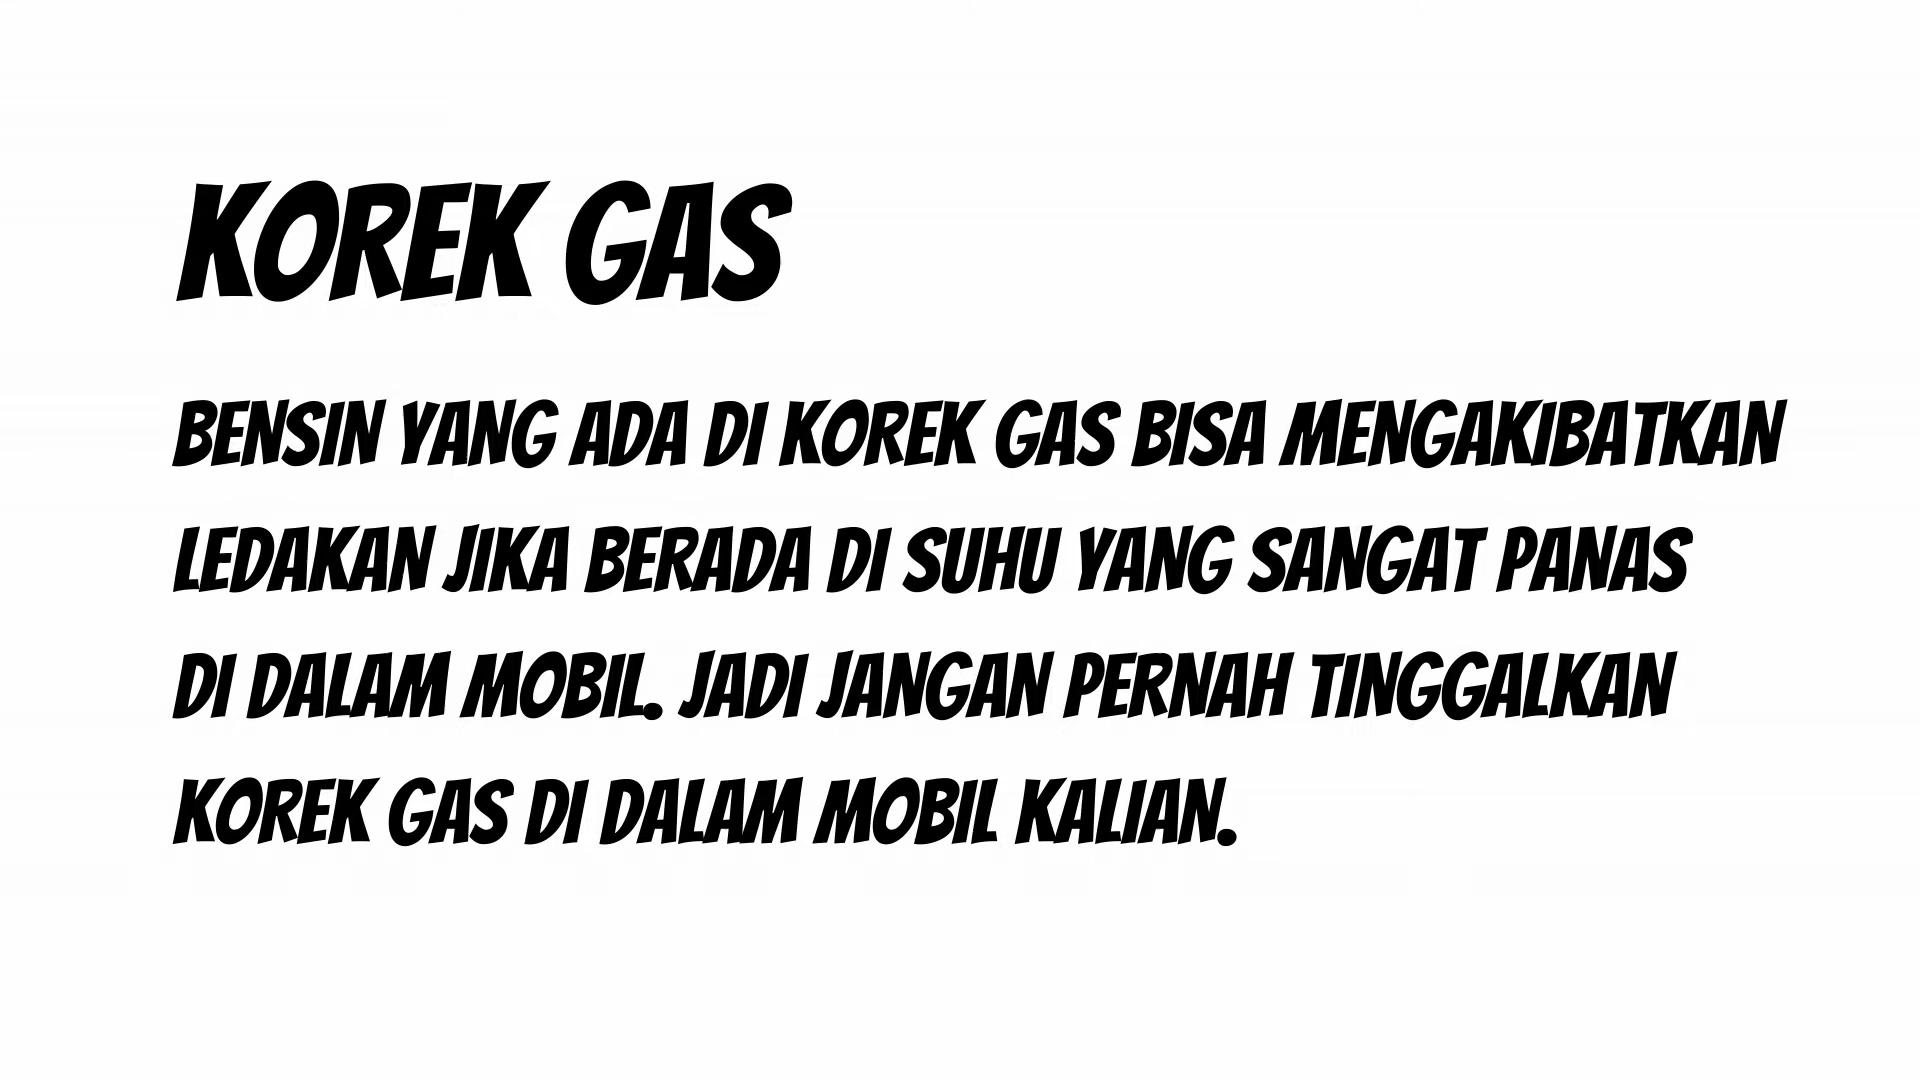 KOREK GAS
BENSIN YANG ADA DI KOREK GAS BISA MENGAKIBATKAN
LEDAKAN JIKA BERADA DI SUHU YANG SANGAT PANAS
DI DALAM MOBIL. JADI JANGAN PERNAH TINGGALKAN
KOREK GAS DI DALAM MOBIL KALIAN.